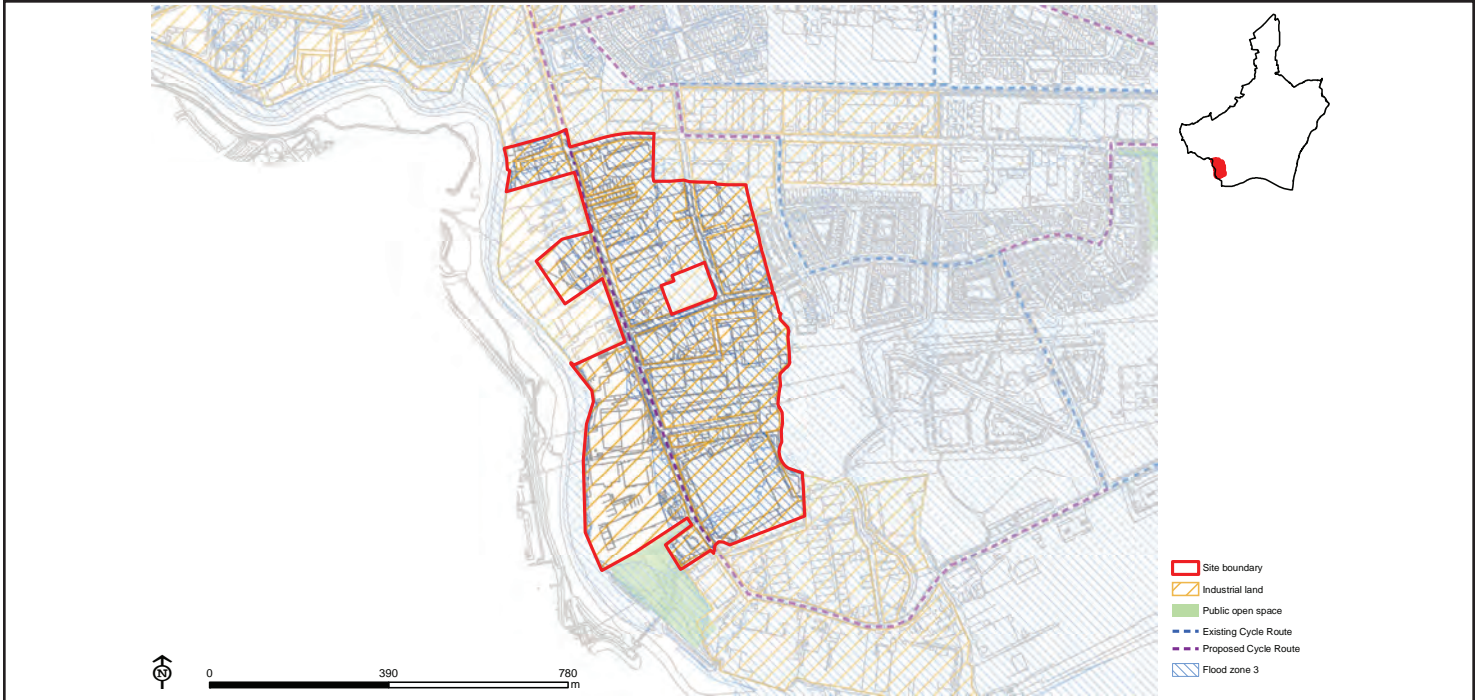 Site boundary
Industrial land
Public open space
Existing Cycle Route
Proposed Cycle Route
Flood zone 3
N
0 390 780
m